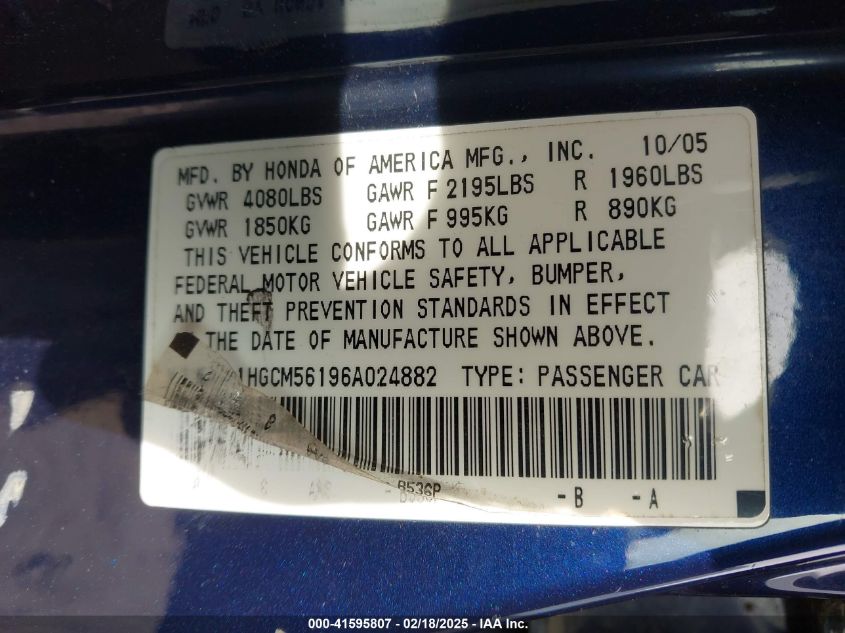 MFD. BY HONDA OF AMERICA MFG., INC. 10/05
GVWR 4080LBS GAWR F 2195LBS R 1960LBS
GVWR 1850KG GAWR F 995KG R 890KG
THIS VEHICLE CONFORMS TO ALL APPLICABLE
FEDERAL MOTOR VEHICLE SAFETY, BUMPER,
AND THEFT PREVENTION STANDARDS IN EFFECT
THE DATE OF MANUFACTURE SHOWN ABOVE.
1HGCM56196A024882 TYPE: PASSENGER CAR
B536P -B -A
000-41595807 - 02/18/2025 - IAA Inc.